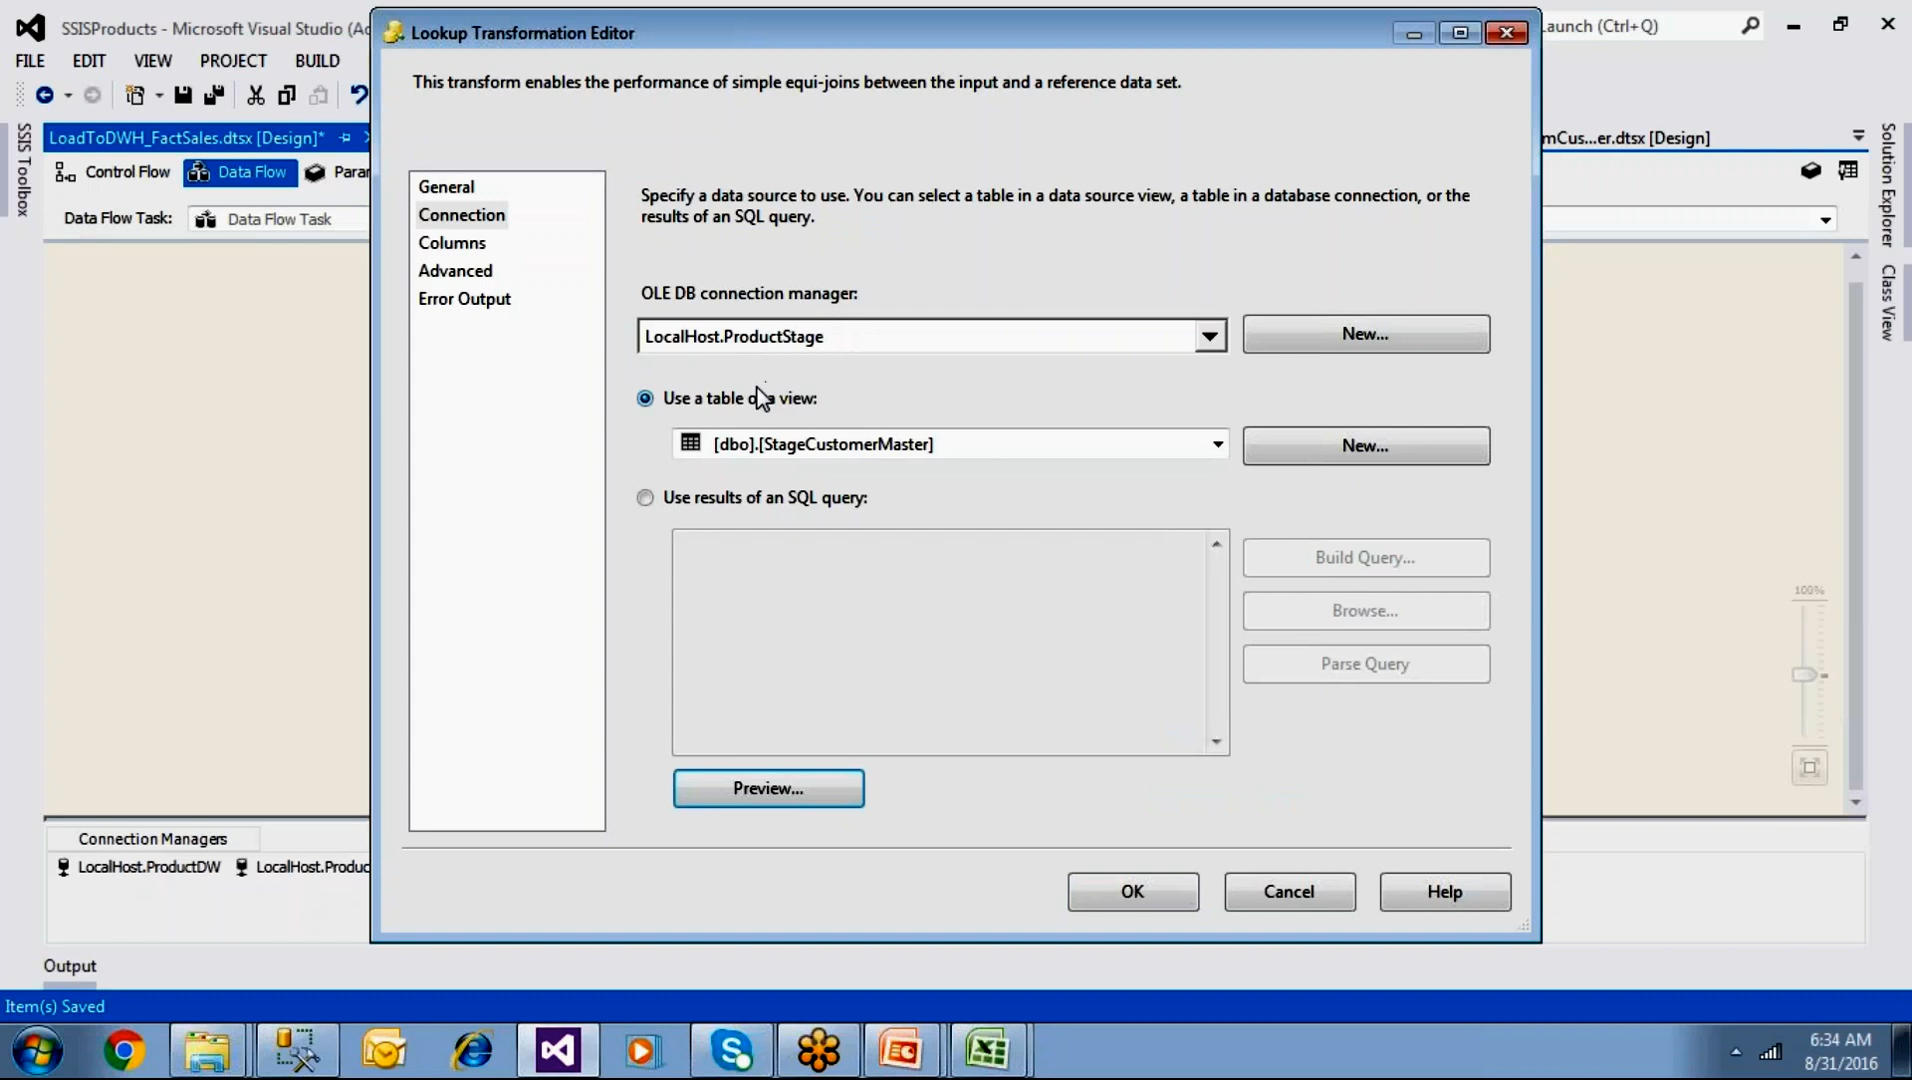 SSISProducts - Microsoft Visual Studio (Ac
Launch (Ctrl+Q)
FILE EDIT VIEW PROJECT BUILD
LoadToDWH_FactSales.dtsx [Design]*
mCus...er.dtsx [Design]
Control Flow
Data Flow
Paran
Data Flow Task:
Data Flow Task
SSIS Toolbox
Solution Explorer
Class View
Lookup Transformation Editor
This transform enables the performance of simple equi-joins between the input and a reference data set.
General
Connection
Columns
Advanced
Error Output
Specify a data source to use. You can select a table in a data source view, a table in a database connection, or the
results of an SQL query.
OLE DB connection manager:
LocalHost.ProductStage
New...
Use a table or a view:
[dbo].[StageCustomerMaster]
New...
Use results of an SQL query:
Build Query...
Browse...
Parse Query
Preview...
OK
Cancel
Help
100%
Connection Managers
LocalHost.ProductDW
LocalHost.Produc
Output
Item(s) Saved
6:34 AM
8/31/2016